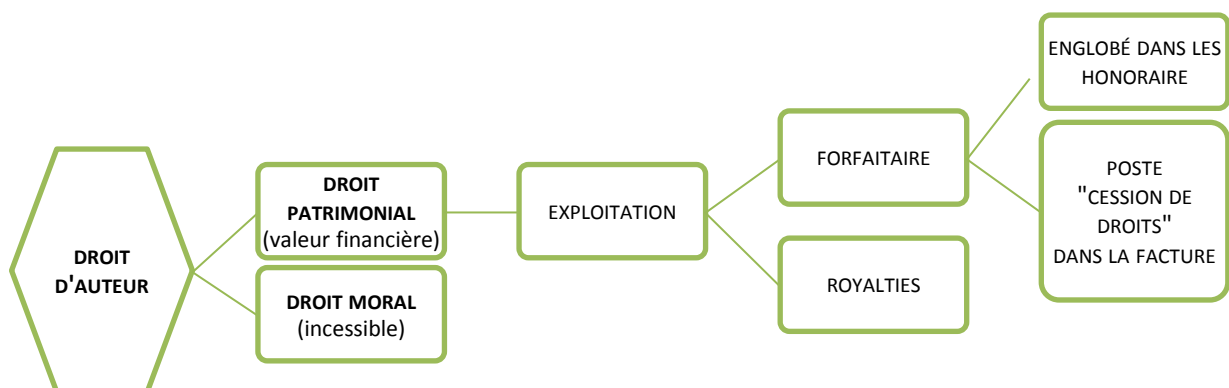 DROIT
D'AUTEUR
DROIT
PATRIMONIAL
(valeur financière)
DROIT MORAL
(incessible)
EXPLOITATION
FORFAITAIRE
ROYALTIES
ENGLOBÉ DANS LES
HONORAIRE
POSTE
"CESSION DE
DROITS"
DANS LA FACTURE